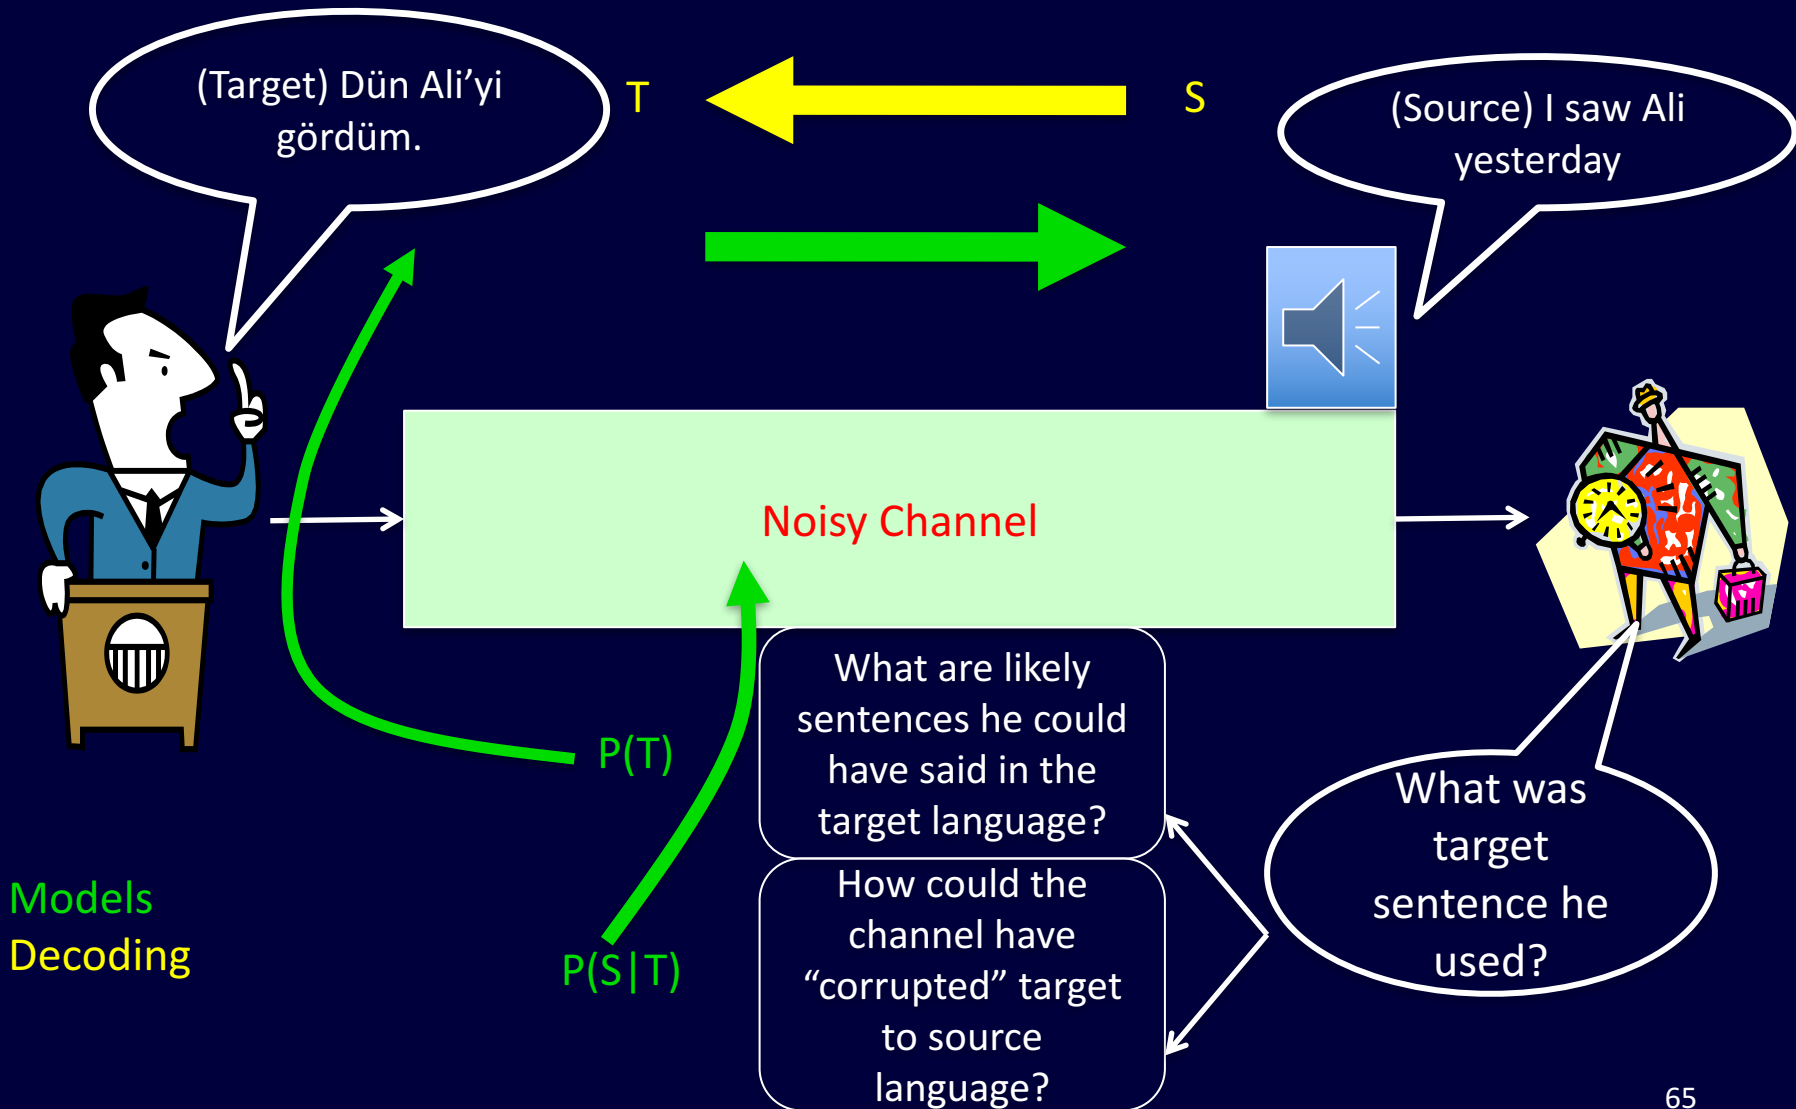 (Target) Dün Ali’yi
gördüm.
T
S
(Source) I saw Ali
yesterday
Noisy Channel
What are likely
sentences he could
have said in the
target language?
P(T)
What was
target
sentence he
used?
How could the
channel have
“corrupted” target
to source
language?
P(S|T)
Models
Decoding
65